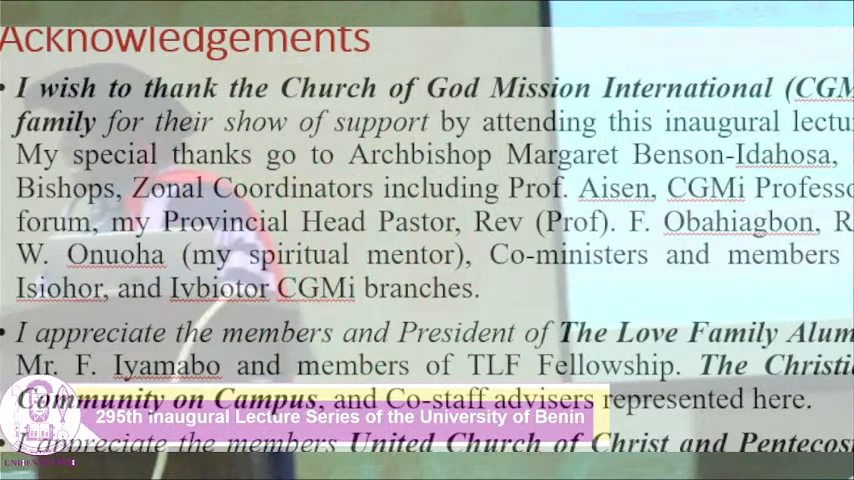 Acknowledgements
• I wish to thank the Church of God Mission International (CGM
family for their show of support by attending this inaugural lectu
My special thanks go to Archbishop Margaret Benson-Idahosa,
Bishops, Zonal Coordinators including Prof. Aisen, CGMi Professo
forum, my Provincial Head Pastor, Rev (Prof). F. Obahiagbon, R
W. Onuoha (my spiritual mentor), Co-ministers and members
Isiohor, and Ivbiotor CGMi branches.
• I appreciate the members and President of The Love Family Alum
Mr. F. Iyamabo and members of TLF Fellowship. The Christi
Community on Campus, and Co-staff advisers represented here.
295th Inaugural Lecture Series of the University of Benin
• I appreciate the members United Church of Christ and Pentecos